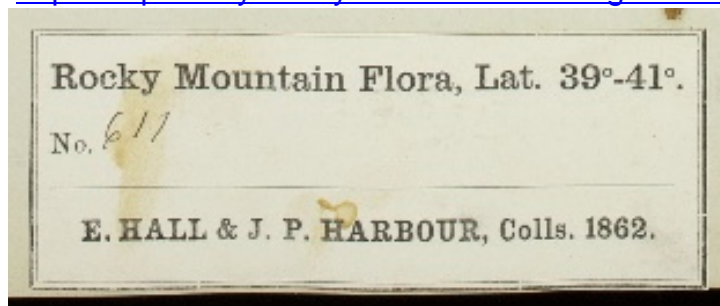 Rocky Mountain Flora, Lat. 39°-41°.
No. 611
E. HALL & J. P. HARBOUR, Colls. 1862.